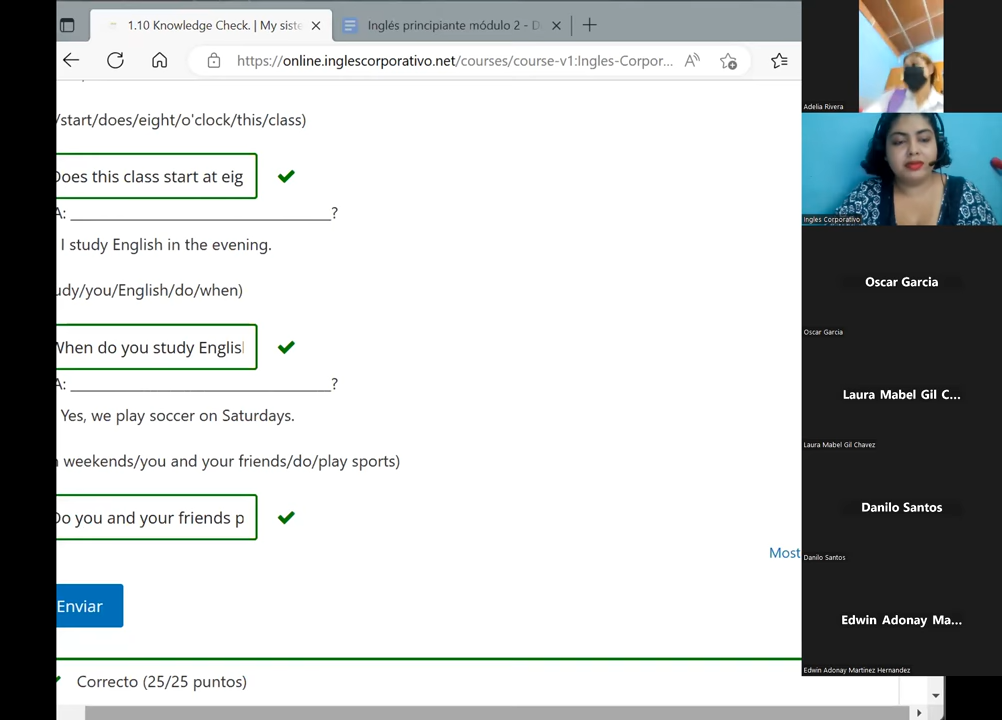 1.10 Knowledge Check. | My siste
Inglés principiante módulo 2 - D
https://online.inglescorporativo.net/courses/course-v1:Ingles-Corpor...
/start/does/eight/o'clock/this/class)
Does this class start at eig
A: ______________________________?
I study English in the evening.
udy/you/English/do/when)
When do you study Englis
A: ______________________________?
Yes, we play soccer on Saturdays.
weekends/you and your friends/do/play sports)
Do you and your friends p
Most
Enviar
Correcto (25/25 puntos)
Adelia Rivera
Ingles Corporativo
Oscar Garcia
Oscar Garcia
Laura Mabel Gil C...
Laura Mabel Gil Chavez
Danilo Santos
Danilo Santos
Edwin Adonay Ma...
Edwin Adonay Martinez Hernandez